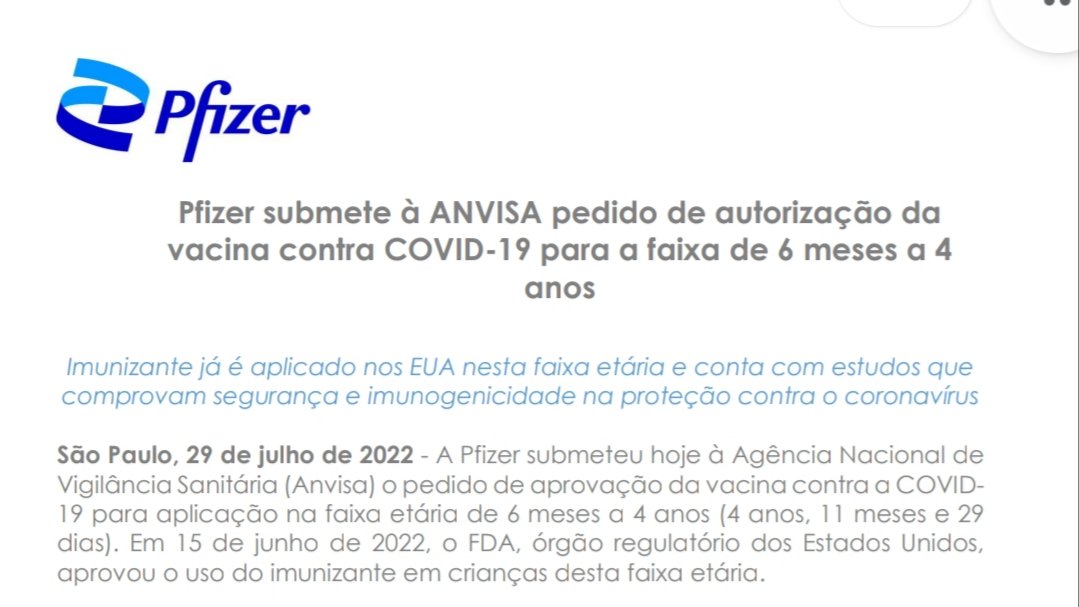 Pfizer
Pfizer submete à ANVISA pedido de autorização da
vacina contra COVID-19 para a faixa de 6 meses a 4
anos
Imunizante já é aplicado nos EUA nesta faixa etária e conta com estudos que
comprovam segurança e imunogenicidade na proteção contra o coronavírus
São Paulo, 29 de julho de 2022 - A Pfizer submeteu hoje à Agência Nacional de
Vigilância Sanitária (Anvisa) o pedido de aprovação da vacina contra a COVID-
19 para aplicação na faixa etária de 6 meses a 4 anos (4 anos, 11 meses e 29
dias). Em 15 de junho de 2022, o FDA, órgão regulatório dos Estados Unidos,
aprovou o uso do imunizante em crianças desta faixa etária.